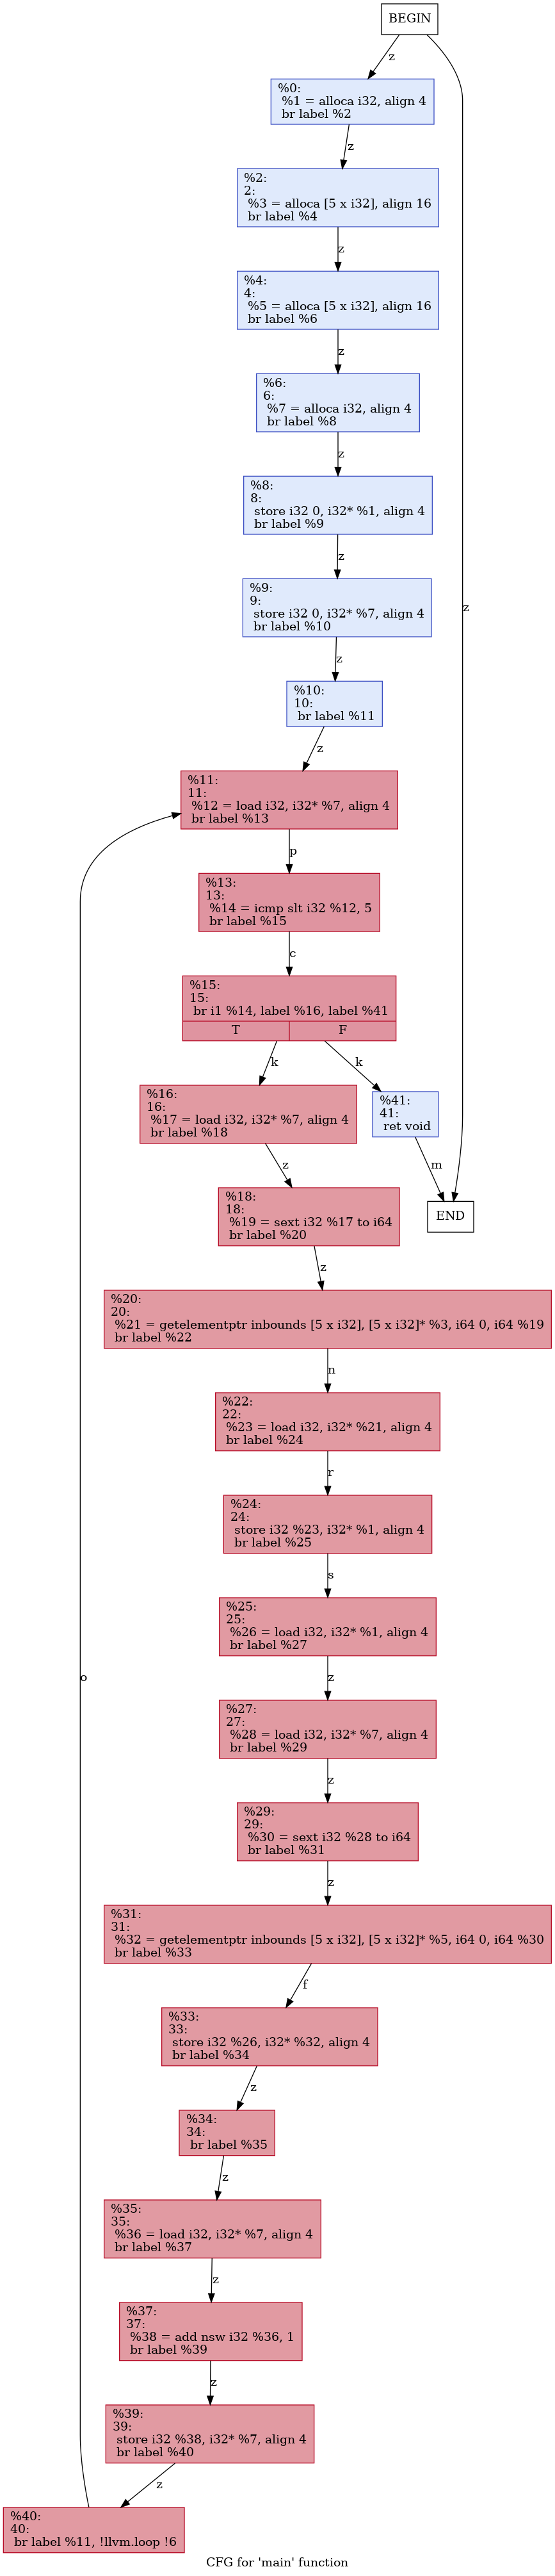 BEGIN
z
%0:
%1 = alloca i32, align 4
br label %2
z
%2:
2:
%3 = alloca [5 x i32], align 16
br label %4
z
%4:
4:
%5 = alloca [5 x i32], align 16
br label %6
z
%6:
6:
%7 = alloca i32, align 4
br label %8
z
%8:
8:
store i32 0, i32* %1, align 4
br label %9
z
%9:
9:
store i32 0, i32* %7, align 4
br label %10
z
z
%10:
10:
br label %11
z
%11:
11:
%12 = load i32, i32* %7, align 4
br label %13
p
%13:
13:
%14 = icmp slt i32 %12, 5
br label %15
c
%15:
15:
br i1 %14, label %16, label %41
T F
k k
%16:
16:
%17 = load i32, i32* %7, align 4
br label %18
%41:
41:
ret void
z m
%18:
18:
%19 = sext i32 %17 to i64
br label %20
END
z
%20:
20:
%21 = getelementptr inbounds [5 x i32], [5 x i32]* %3, i64 0, i64 %19
br label %22
n
%22:
22:
%23 = load i32, i32* %21, align 4
br label %24
r
%24:
24:
store i32 %23, i32* %1, align 4
br label %25
s
%25:
25:
%26 = load i32, i32* %1, align 4
br label %27
o z
%27:
27:
%28 = load i32, i32* %7, align 4
br label %29
z
%29:
29:
%30 = sext i32 %28 to i64
br label %31
z
%31:
31:
%32 = getelementptr inbounds [5 x i32], [5 x i32]* %5, i64 0, i64 %30
br label %33
f
%33:
33:
store i32 %26, i32* %32, align 4
br label %34
z
%34:
34:
br label %35
z
%35:
35:
%36 = load i32, i32* %7, align 4
br label %37
z
%37:
37:
%38 = add nsw i32 %36, 1
br label %39
z
%39:
39:
store i32 %38, i32* %7, align 4
br label %40
z
%40:
40:
br label %11, !llvm.loop !6
CFG for 'main' function